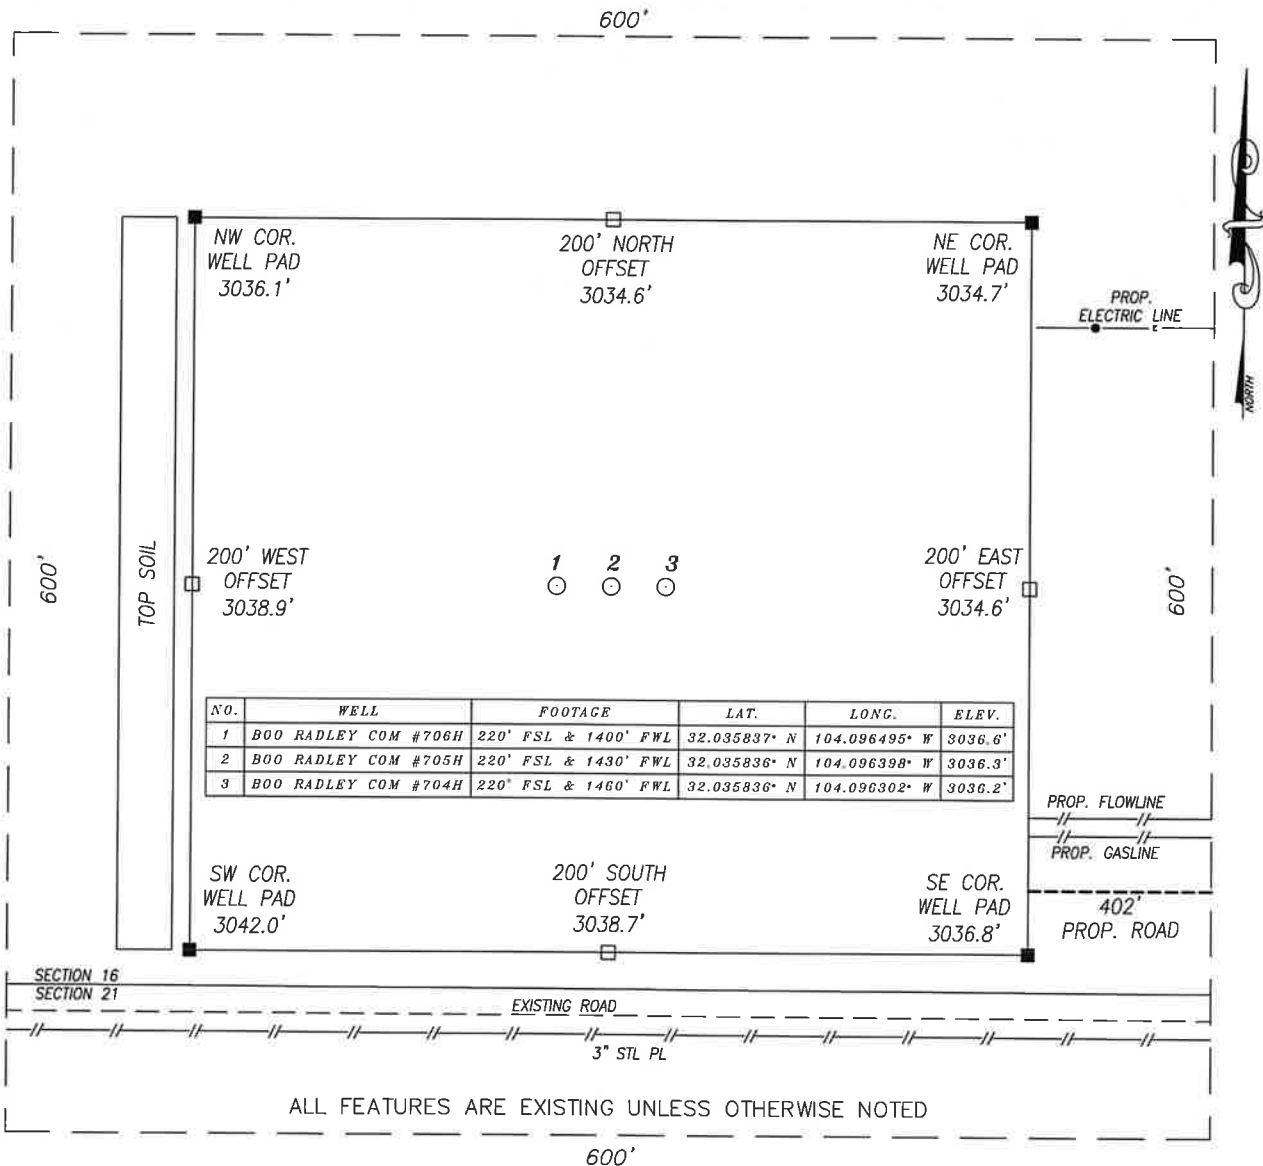 600'
NW COR.
WELL PAD
3036.1'
200' NORTH
OFFSET
3034.6'
NE COR.
WELL PAD
3034.7'
PROP.
ELECTRIC LINE
E
NORTH
600'
TOP SOIL
200' WEST
OFFSET
3038.9'
1 2 3
200' EAST
OFFSET
3034.6'
600'
NO. WELL FOOTAGE LAT. LONG. ELEV.
1 BOO RADLEY COM #706H 220' FSL & 1400' FWL 32.035837° N 104.096495° W 3036.6'
2 BOO RADLEY COM #705H 220' FSL & 1430' FWL 32.035836° N 104.096398° W 3036.3'
3 BOO RADLEY COM #704H 220' FSL & 1460' FWL 32.035836° N 104.096302° W 3036.2'
PROP. FLOWLINE
PROP. GASLINE
SW COR.
WELL PAD
3042.0'
200' SOUTH
OFFSET
3038.7'
SE COR.
WELL PAD
3036.8'
402'
PROP. ROAD
SECTION 16
SECTION 21
EXISTING ROAD
3" STL PL
ALL FEATURES ARE EXISTING UNLESS OTHERWISE NOTED
600'